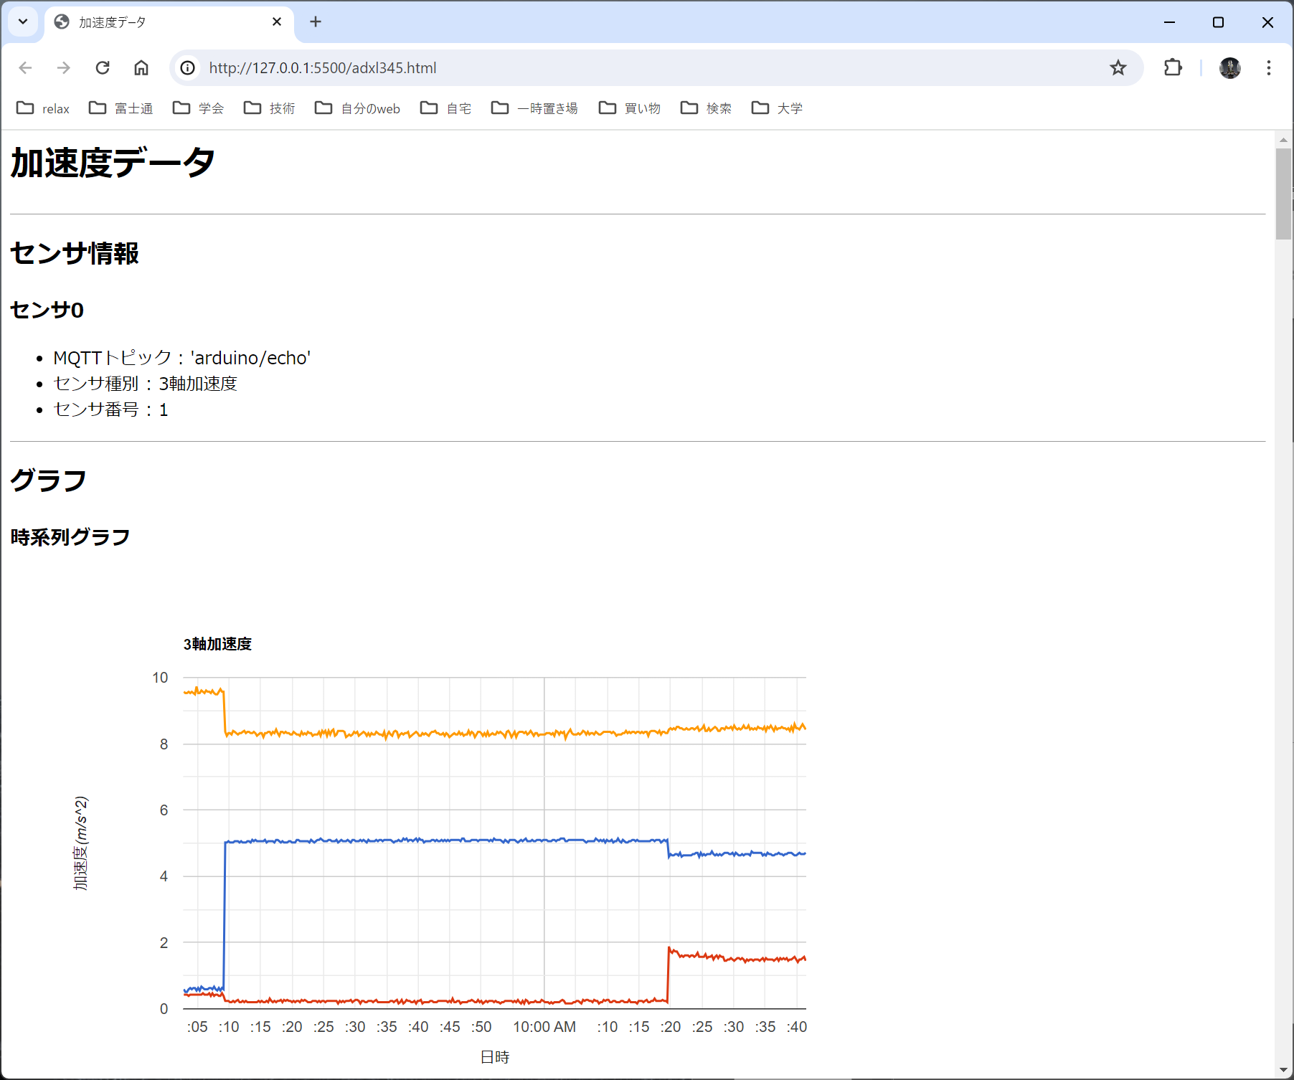 加速度データ
http://127.0.0.1:5500/adxl345.html
relax 富士通 学会 技術 自分のweb 自宅 一時置き場 買い物 検索 大学
加速度データ
センサ情報
センサ0
MQTTトピック : 'arduino/echo'
センサ種別 : 3軸加速度
センサ番号 : 1
グラフ
時系列グラフ
3軸加速度
10
8
6
加速度(m/s^2)
4
2
0
:05 :10 :15 :20 :25 :30 :35 :40 :45 :50 10:00 AM :10 :15 :20 :25 :30 :35 :40
日時